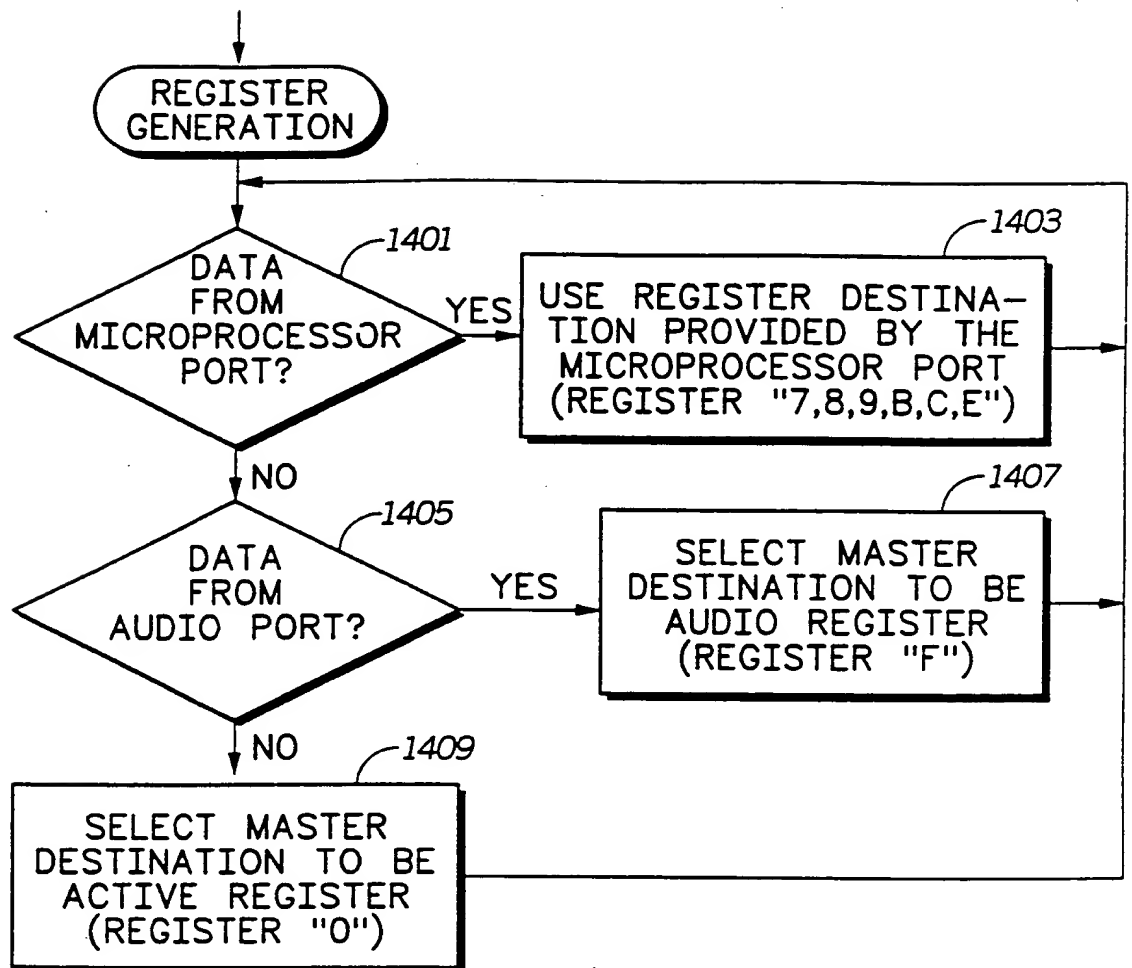 REGISTER
GENERATION
1401
DATA
FROM
MICROPROCESSOR
PORT?
YES
1403
USE REGISTER DESTINA-
TION PROVIDED BY THE
MICROPROCESSOR PORT
(REGISTER "7,8,9,B,C,E")
NO
1405
DATA
FROM
AUDIO PORT?
YES
1407
SELECT MASTER
DESTINATION TO BE
AUDIO REGISTER
(REGISTER "F")
NO
1409
SELECT MASTER
DESTINATION TO BE
ACTIVE REGISTER
(REGISTER "0")